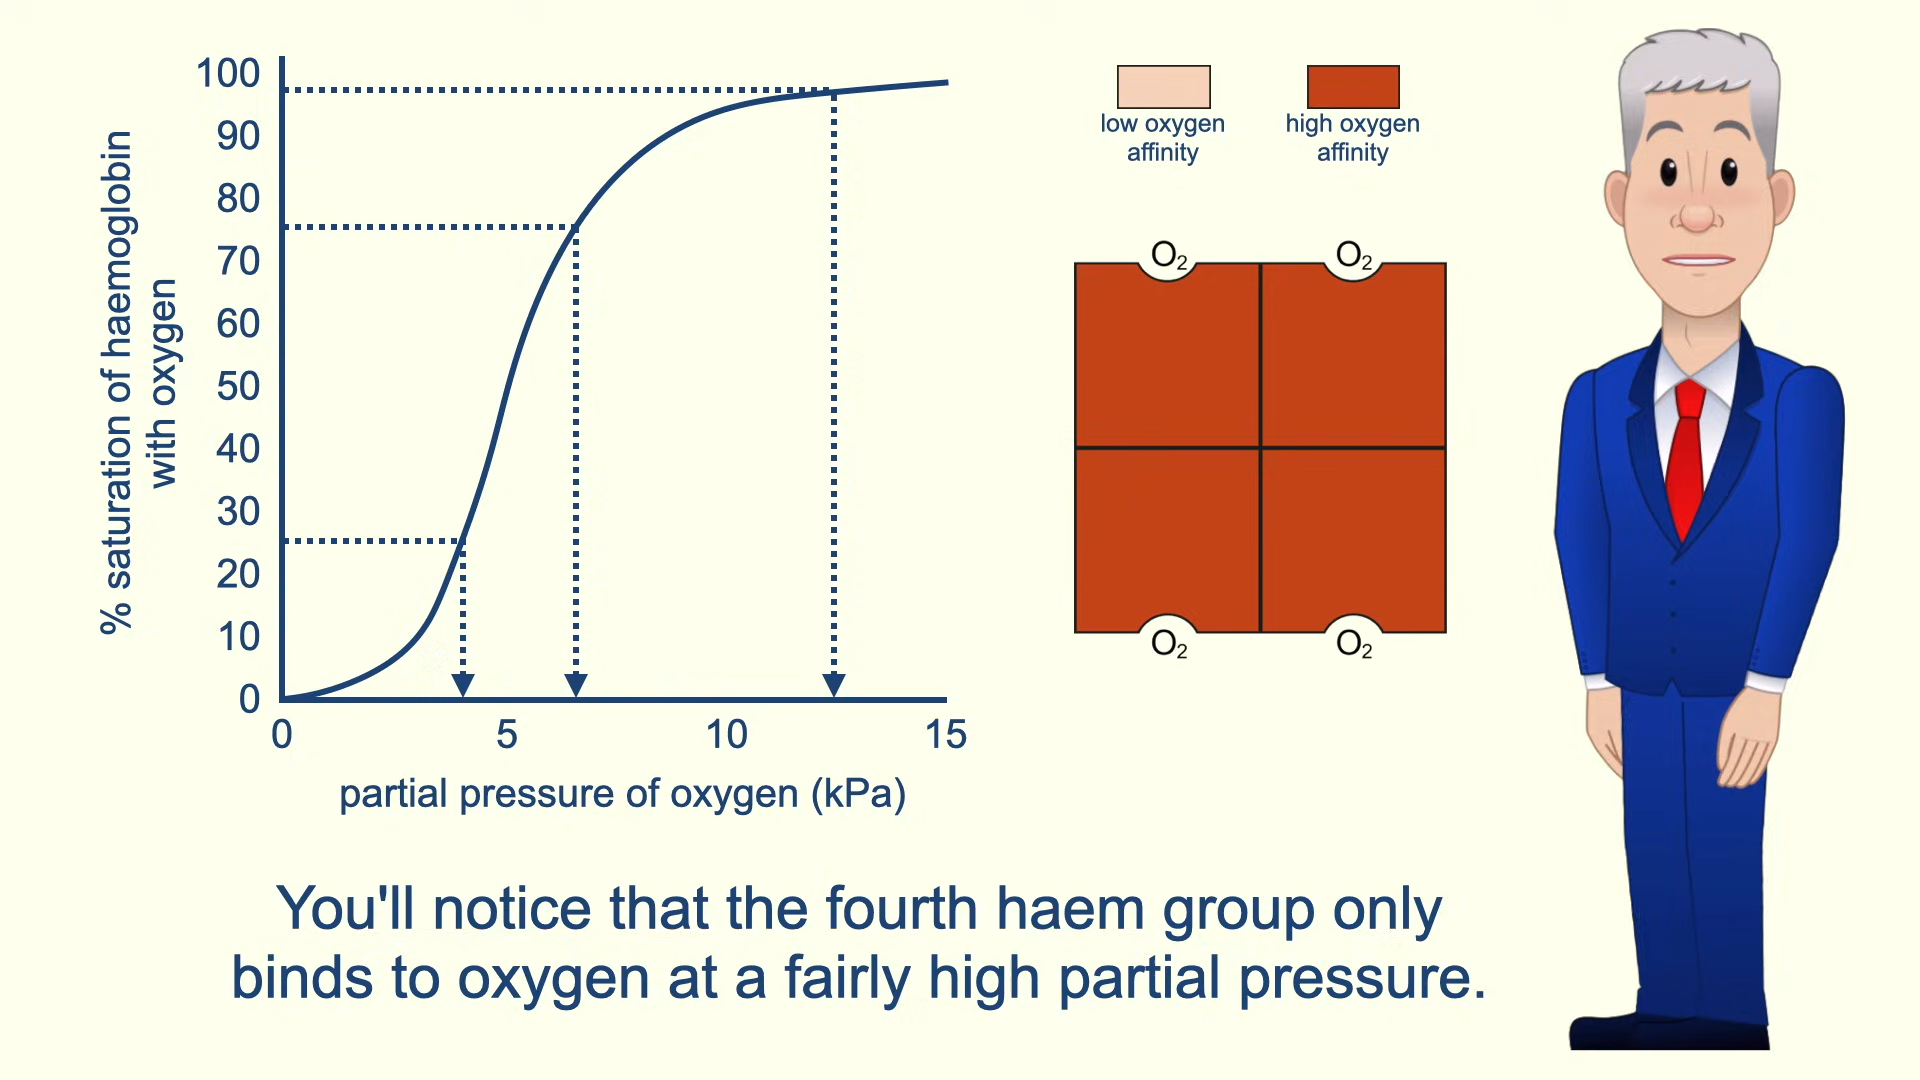 100
90
80
70
60
50
40
30
20
10
0
% saturation of haemoglobin
with oxygen
0 5 10 15
partial pressure of oxygen (kPa)
low oxygen
affinity
high oxygen
affinity
O₂ O₂
O₂ O₂
You'll notice that the fourth haem group only
binds to oxygen at a fairly high partial pressure.